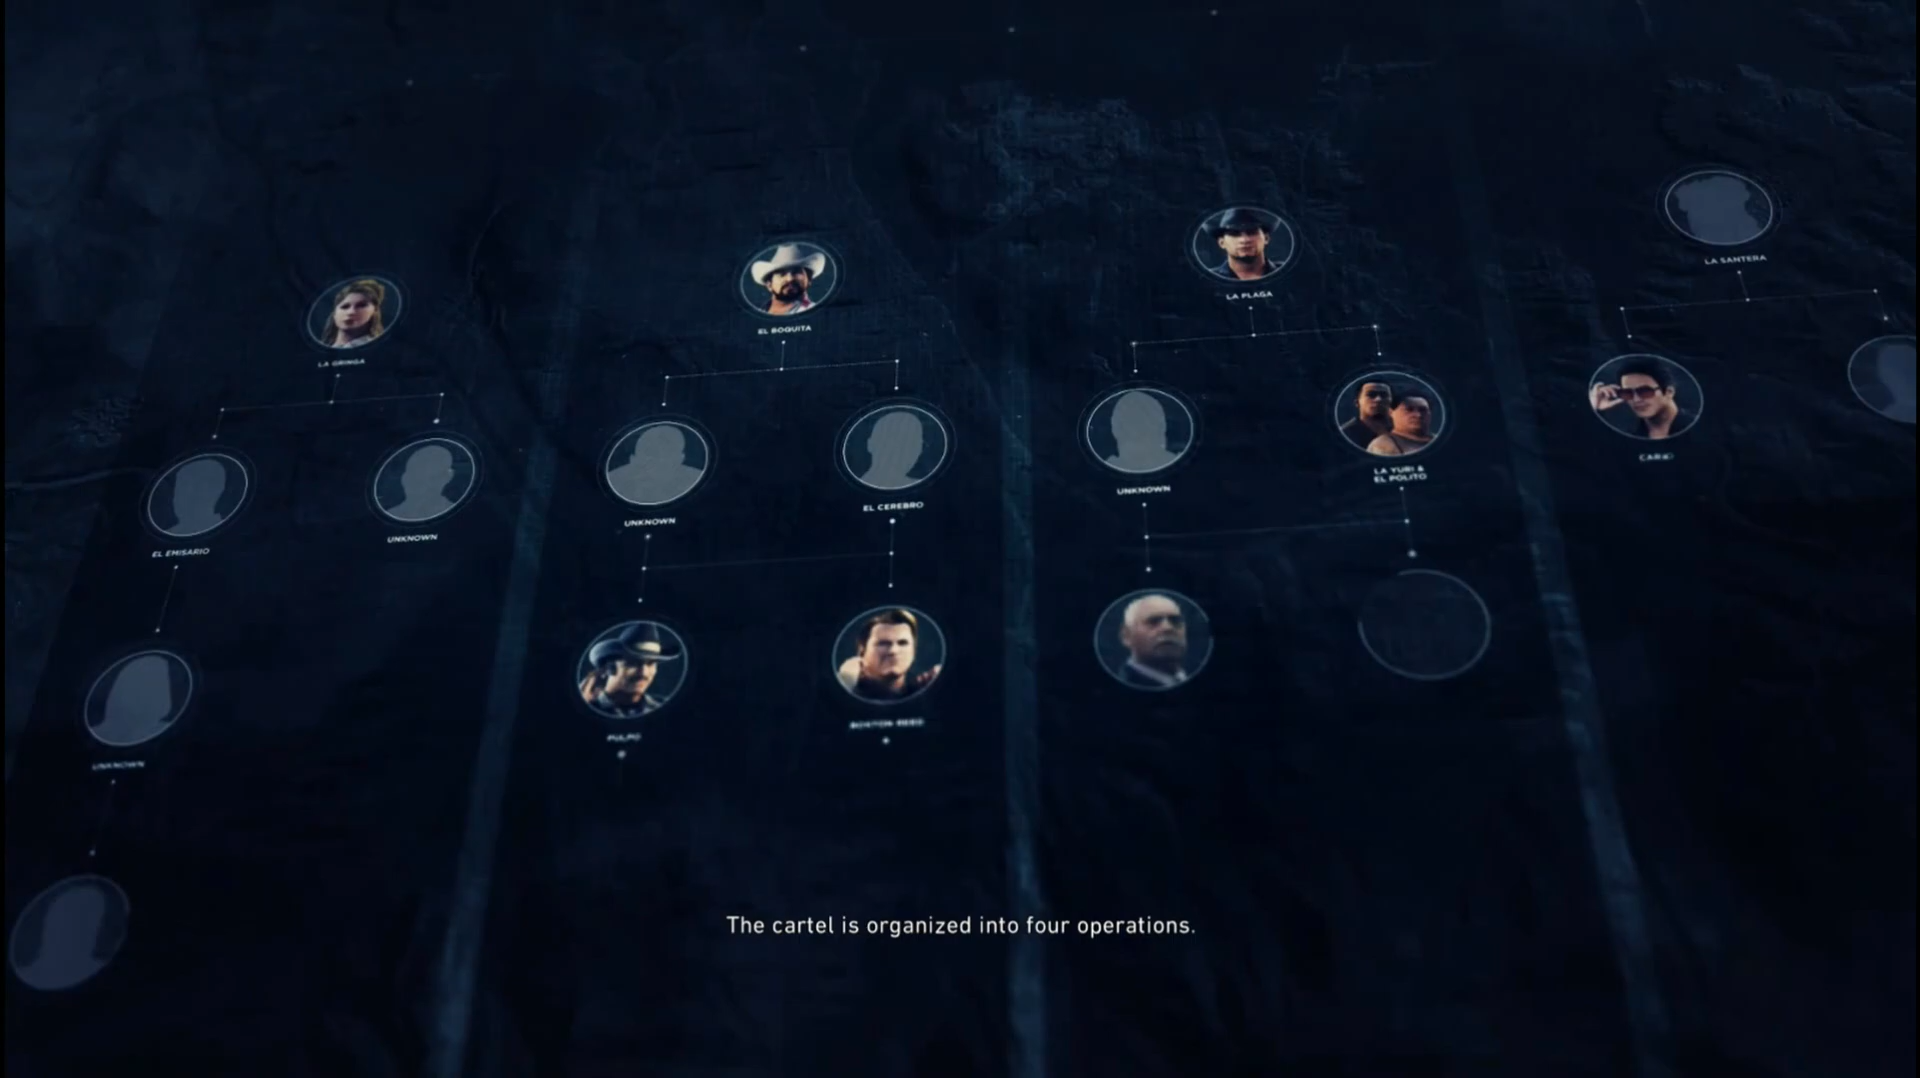 LA SANTERA
LA PLAGA
EL BOQUITA
LA GRINGA
CAR
LA YURI &
EL POLITO
UNKNOWN
EL CEREBRO
UNKNOWN
UNKNOWN
EL EMISARIO
PULPO
BOSTON REED
UNKNOWN
The cartel is organized into four operations.